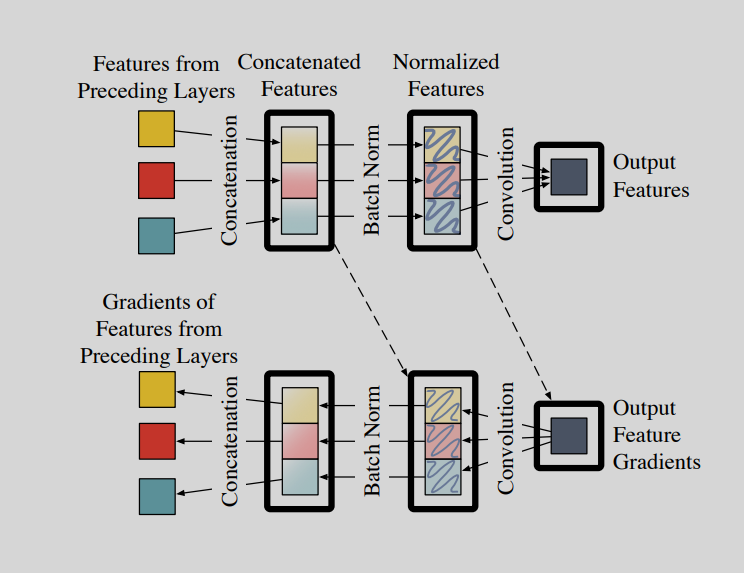 Features from
Preceding Layers
Concatenated
Features
Normalized
Features
Concatenation
Batch Norm
Convolution
Output
Features
Gradients of
Features from
Preceding Layers
Concatenation
Batch Norm
Convolution
Output
Feature
Gradients